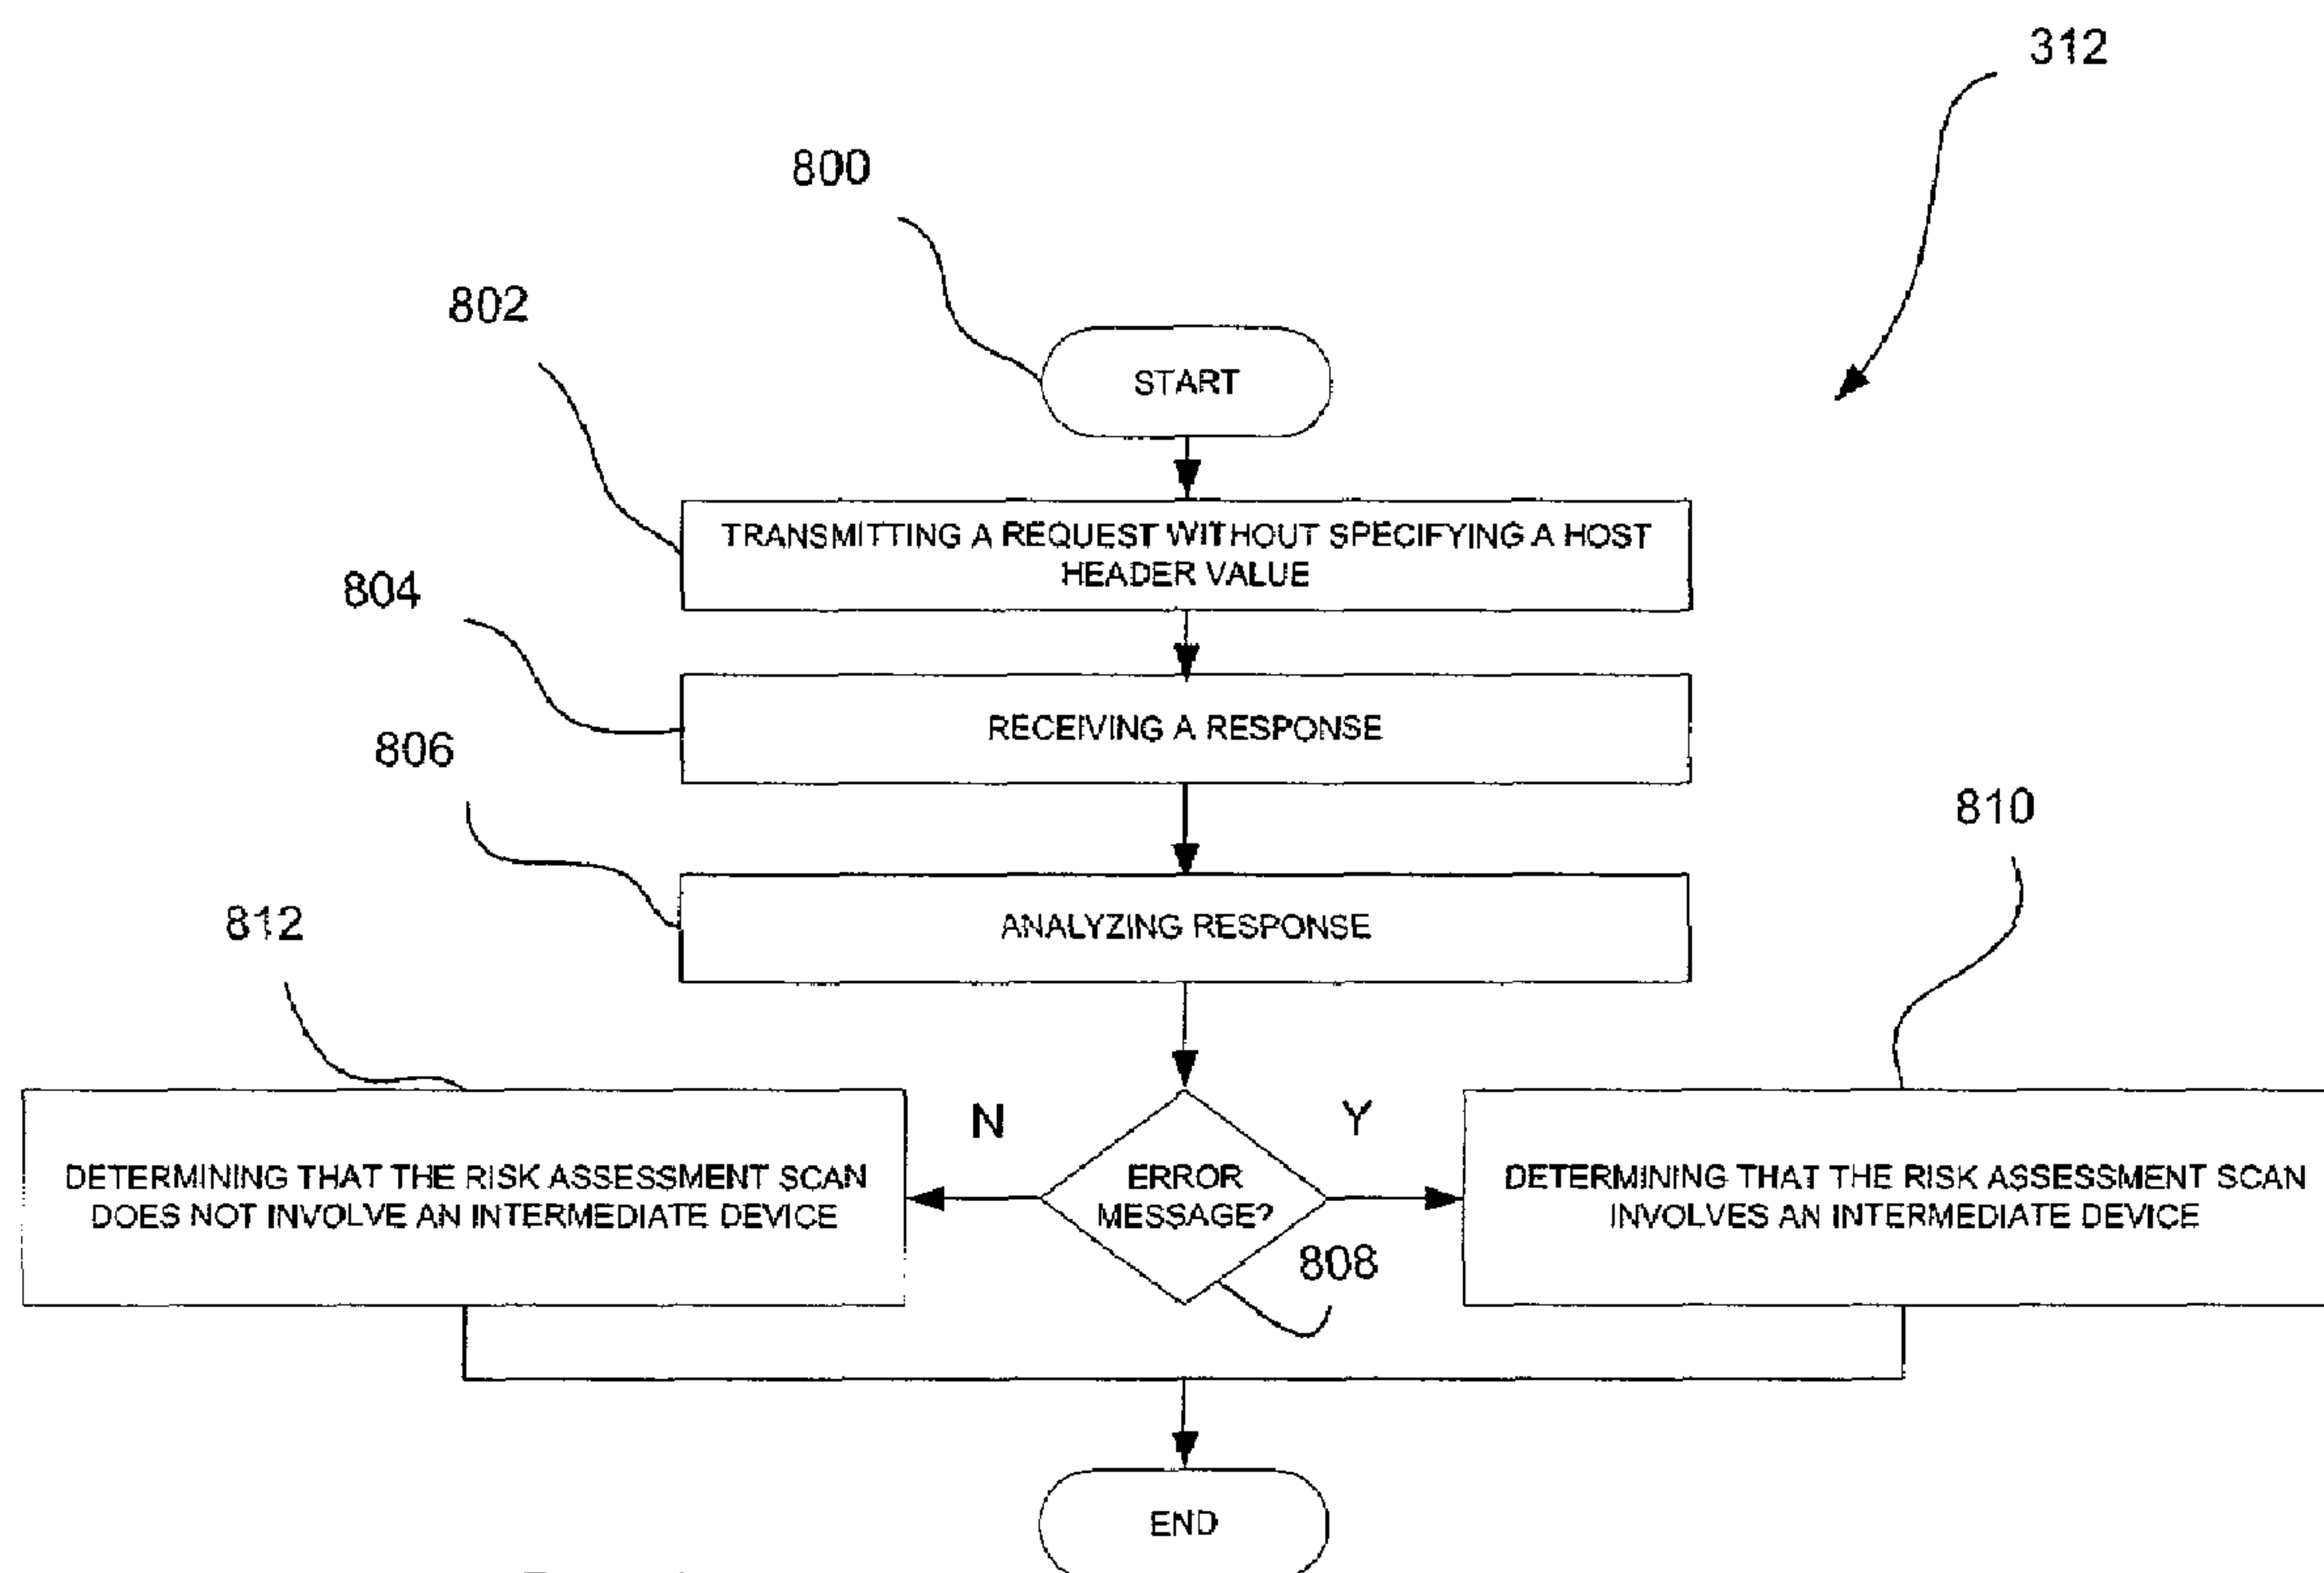 312
800
802
START
TRANSMITTING A REQUEST WITHOUT SPECIFYING A HOST
HEADER VALUE
804
RECEIVING A RESPONSE
806
810
ANALYZING RESPONSE
812
N
Y
DETERMINING THAT THE RISK ASSESSMENT SCAN
DOES NOT INVOLVE AN INTERMEDIATE DEVICE
ERROR
MESSAGE?
DETERMINING THAT THE RISK ASSESSMENT SCAN
INVOLVES AN INTERMEDIATE DEVICE
808
END